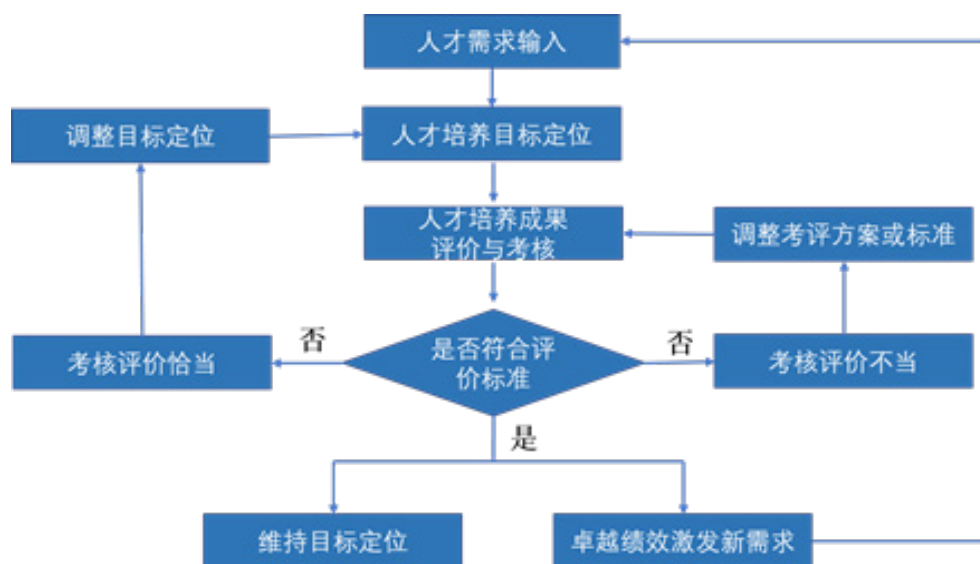 人才需求输入
调整目标定位
人才培养目标定位
人才培养成果
评价与考核
调整考评方案或标准
否
是否符合评
价标准
否
考核评价恰当
考核评价不当
是
维持目标定位
卓越绩效激发新需求